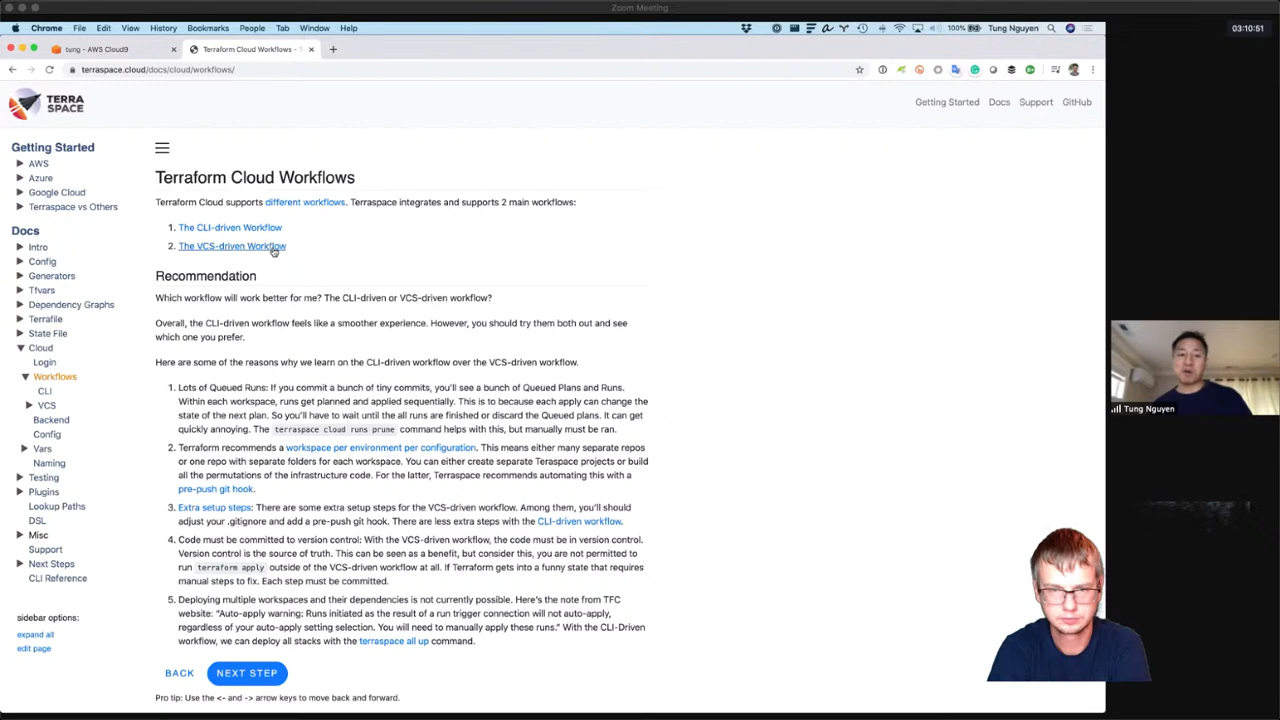 Zoom Meeting
Chrome File Edit View History Bookmarks People Tab Window Help 100% Tung Nguyen
03:10:51
tung - AWS Cloud9 Terraform Cloud Workflows -
terraspace.cloud/docs/cloud/workflows/
TERRA
SPACE
Getting Started Docs Support GitHub
Getting Started
AWS
Azure
Google Cloud
Terraspace vs Others
Docs
Intro
Config
Generators
Tfvars
Dependency Graphs
Terrafile
State File
Cloud
Login
Workflows
CLI
VCS
Backend
Config
Vars
Naming
Testing
Plugins
Lookup Paths
DSL
Misc
Support
Next Steps
CLI Reference
sidebar options:
expand all
edit page
Terraform Cloud Workflows
Terraform Cloud supports different workflows. Terraspace integrates and supports 2 main workflows:
1. The CLI-driven Workflow
2. The VCS-driven Workflow
Recommendation
Which workflow will work better for me? The CLI-driven or VCS-driven workflow?
Overall, the CLI-driven workflow feels like a smoother experience. However, you should try them both out and see
which one you prefer.
Here are some of the reasons why we learn on the CLI-driven workflow over the VCS-driven workflow.
1. Lots of Queued Runs: If you commit a bunch of tiny commits, you'll see a bunch of Queued Plans and Runs.
Within each workspace, runs get planned and applied sequentially. This is to because each apply can change the
state of the next plan. So you'll have to wait until the all runs are finished or discard the Queued plans. It can get
quickly annoying. The terraspace cloud runs prune command helps with this, but manually must be ran.
2. Terraform recommends a workspace per environment per configuration. This means either many separate repos
or one repo with separate folders for each workspace. You can either create separate Teraspace projects or build
all the permutations of the infrastructure code. For the latter, Terraspace recommends automating this with a
pre-push git hook.
3. Extra setup steps: There are some extra setup steps for the VCS-driven workflow. Among them, you'll should
adjust your .gitignore and add a pre-push git hook. There are less extra steps with the CLI-driven workflow.
4. Code must be committed to version control: With the VCS-driven workflow, the code must be in version control.
Version control is the source of truth. This can be seen as a benefit, but consider this, you are not permitted to
run terraform apply outside of the VCS-driven workflow at all. If Terraform gets into a funny state that requires
manual steps to fix. Each step must be committed.
5. Deploying multiple workspaces and their dependencies is not currently possible. Here's the note from TFC
website: “Auto-apply warning: Runs initiated as the result of a run trigger connection will not auto-apply,
regardless of your auto-apply setting selection. You will need to manually apply these runs.” With the CLI-Driven
workflow, we can deploy all stacks with the terraspace all up command.
BACK NEXT STEP
Pro tip: Use the <- and -> arrow keys to move back and forward.
Tung Nguyen